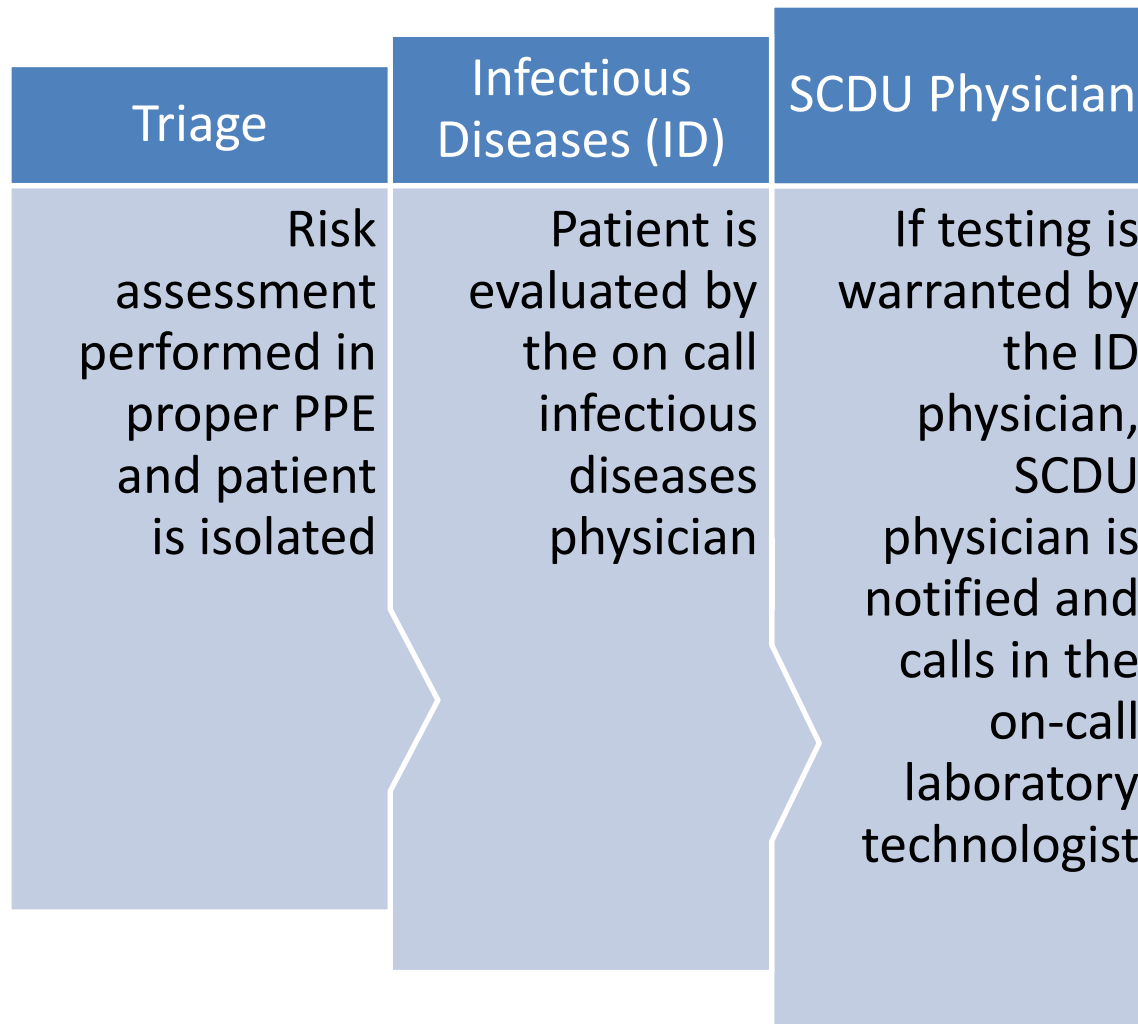 Triage
Risk
assessment
performed in
proper PPE
and patient
is isolated
Infectious
Diseases (ID)
Patient is
evaluated by
the on call
infectious
diseases
physician
SCDU Physician
If testing is
warranted by
the ID
physician,
SCDU
physician is
notified and
calls in the
on-call
laboratory
technologist